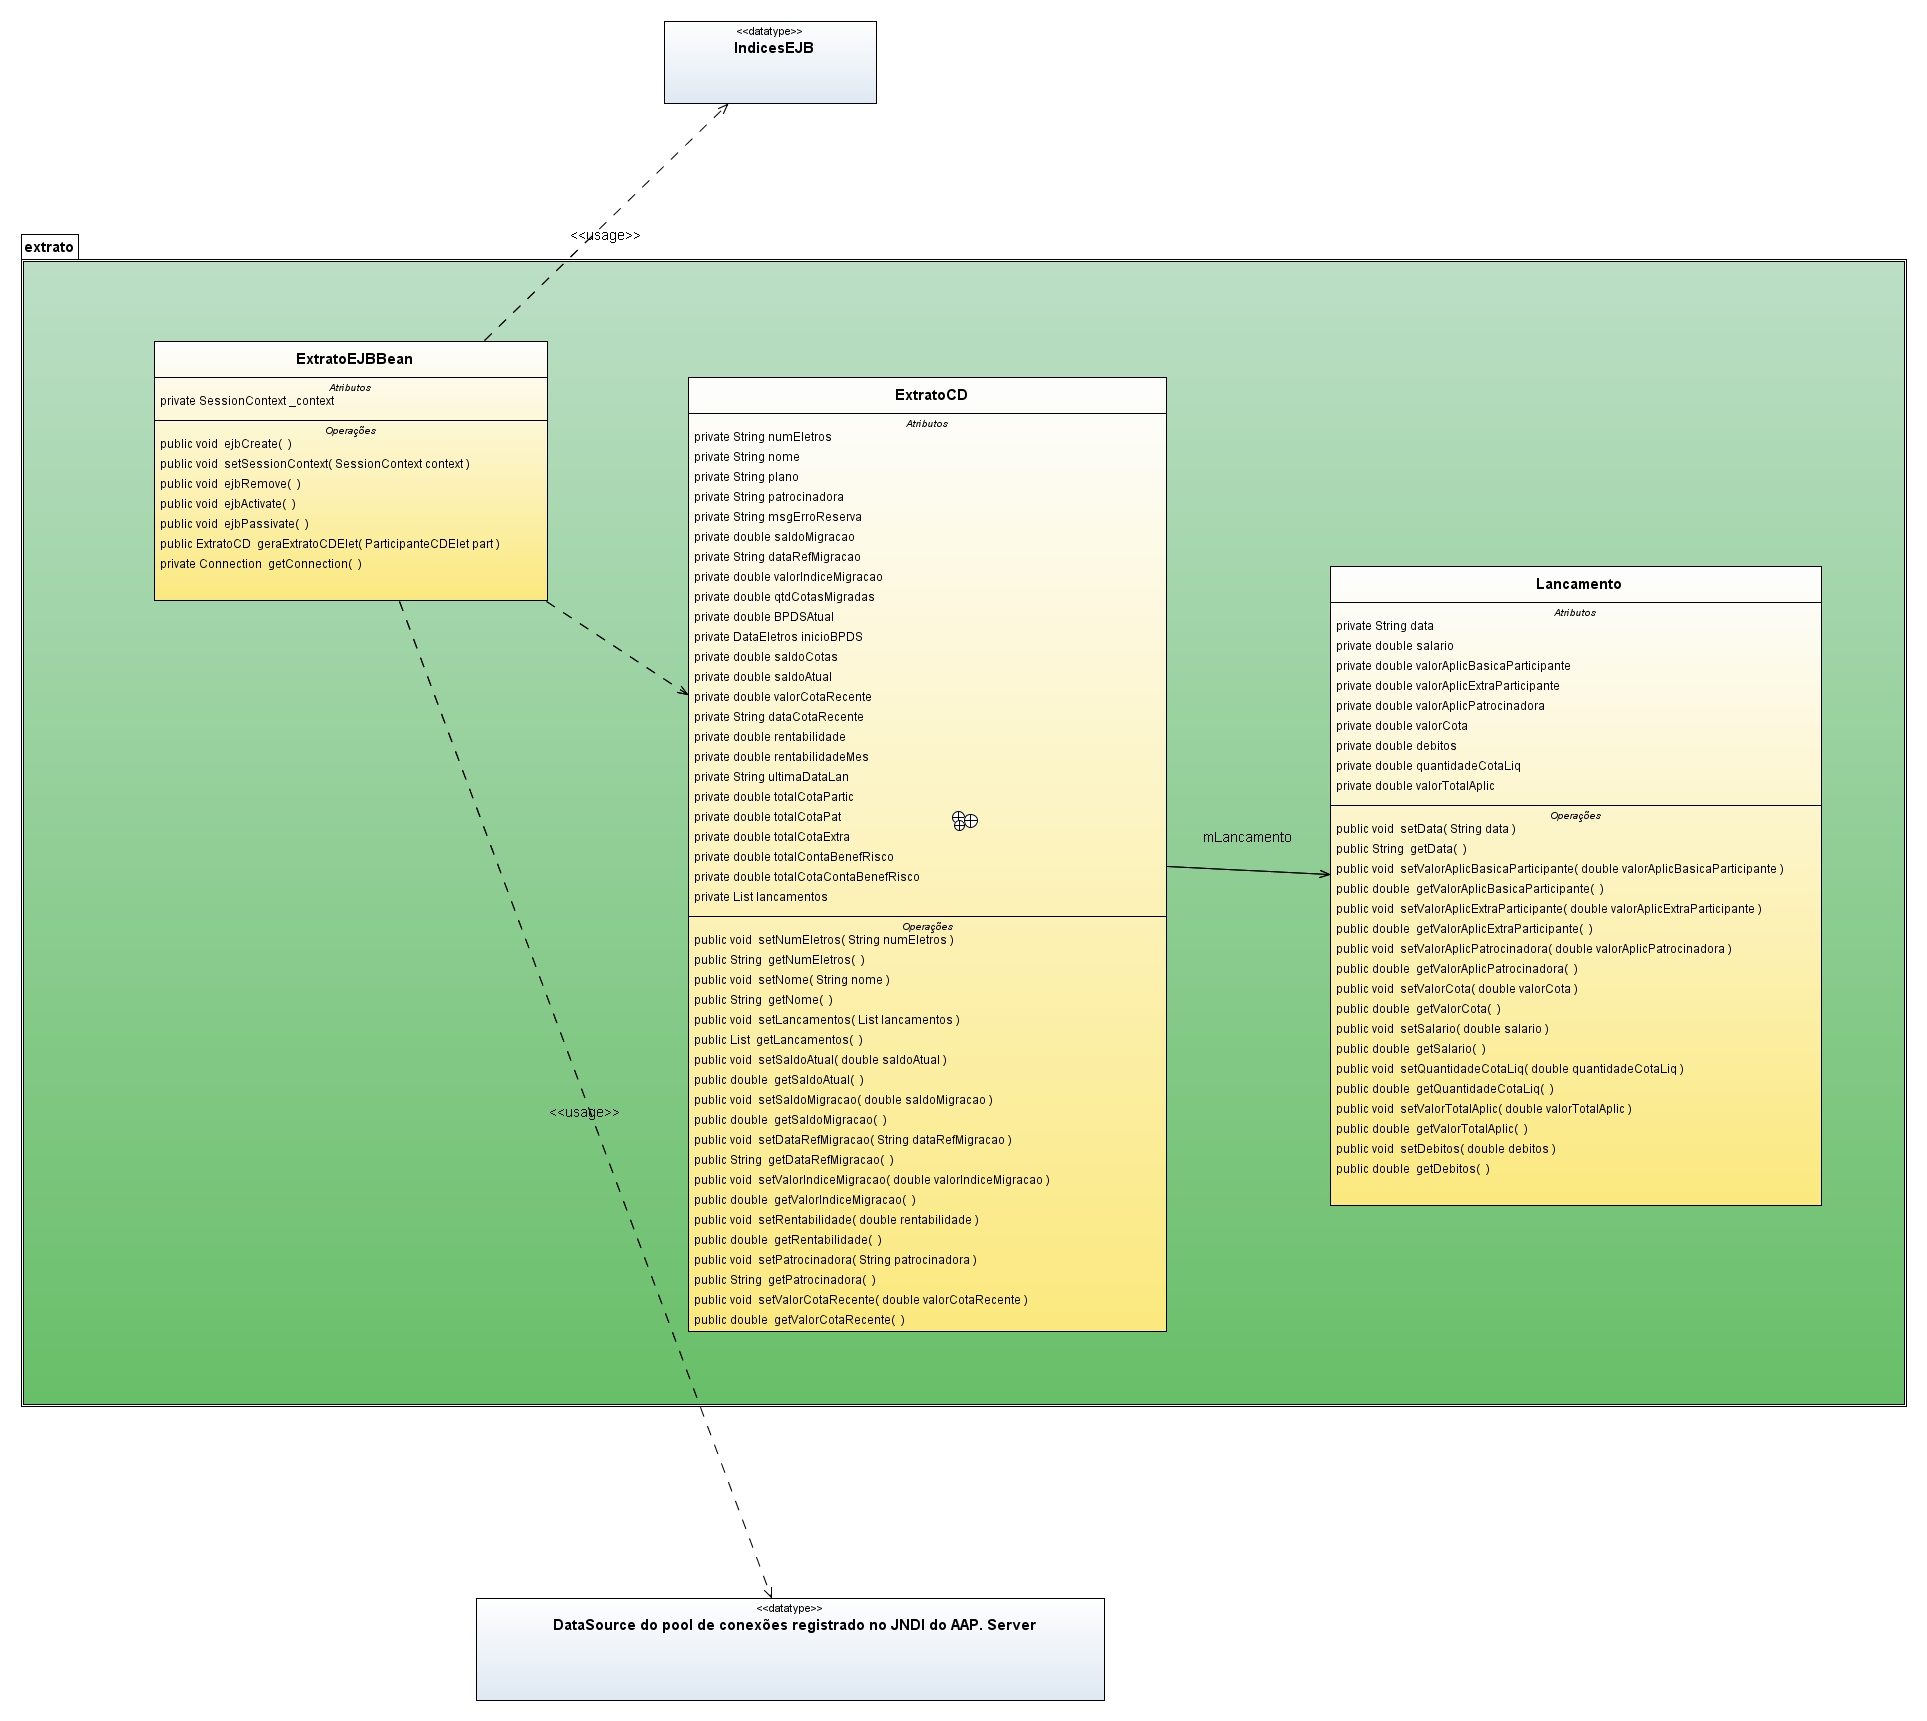 <<datatype>>
IndicesEJB
<<usage>>
extrato
ExtratoEJBBean
Atributos
private SessionContext _context
Operações
public void  ejbCreate(  )
public void  setSessionContext( SessionContext context )
public void  ejbRemove(  )
public void  ejbActivate(  )
public void  ejbPassivate(  )
public ExtratoCD  geraExtratoCDElet( ParticipanteCDElet part )
private Connection  getConnection(  )
ExtratoCD
Atributos
private String numEletros
private String nome
private String plano
private String patrocinadora
private String msgErroReserva
private double saldoMigracao
private String dataRefMigracao
private double valorIndiceMigracao
private double qtdCotasMigradas
private double BPDSAtual
private DataEletros inicioBPDS
private double saldoCotas
private double saldoAtual
private double valorCotaRecente
private String dataCotaRecente
private double rentabilidade
private double rentabilidadeMes
private String ultimaDataLan
private double totalCotaPartic
private double totalCotaPat
private double totalCotaExtra
private double totalContaBenefRisco
private double totalCotaContaBenefRisco
private List lancamentos
Operações
public void  setNumEletros( String numEletros )
public String  getNumEletros(  )
public void  setNome( String nome )
public String  getNome(  )
public void  setLancamentos( List lancamentos )
public List  getLancamentos(  )
public void  setSaldoAtual( double saldoAtual )
public double  getSaldoAtual(  )
public void  setSaldoMigracao( double saldoMigracao )
public double  getSaldoMigracao(  )
public void  setDataRefMigracao( String dataRefMigracao )
public String  getDataRefMigracao(  )
public void  setValorIndiceMigracao( double valorIndiceMigracao )
public double  getValorIndiceMigracao(  )
public void  setRentabilidade( double rentabilidade )
public double  getRentabilidade(  )
public void  setPatrocinadora( String patrocinadora )
public String  getPatrocinadora(  )
public void  setValorCotaRecente( double valorCotaRecente )
public double  getValorCotaRecente(  )
mLancamento
Lancamento
Atributos
private String data
private double salario
private double valorAplicBasicaParticipante
private double valorAplicExtraParticipante
private double valorAplicPatrocinadora
private double valorCota
private double debitos
private double quantidadeCotaLiq
private double valorTotalAplic
Operações
public void  setData( String data )
public String  getData(  )
public void  setValorAplicBasicaParticipante( double valorAplicBasicaParticipante )
public double  getValorAplicBasicaParticipante(  )
public void  setValorAplicExtraParticipante( double valorAplicExtraParticipante )
public double  getValorAplicExtraParticipante(  )
public void  setValorAplicPatrocinadora( double valorAplicPatrocinadora )
public double  getValorAplicPatrocinadora(  )
public void  setValorCota( double valorCota )
public double  getValorCota(  )
public void  setSalario( double salario )
public double  getSalario(  )
public void  setQuantidadeCotaLiq( double quantidadeCotaLiq )
public double  getQuantidadeCotaLiq(  )
public void  setValorTotalAplic( double valorTotalAplic )
public double  getValorTotalAplic(  )
public void  setDebitos( double debitos )
public double  getDebitos(  )
<<usage>>
<<datatype>>
DataSource do pool de conexões registrado no JNDI do AAP. Server